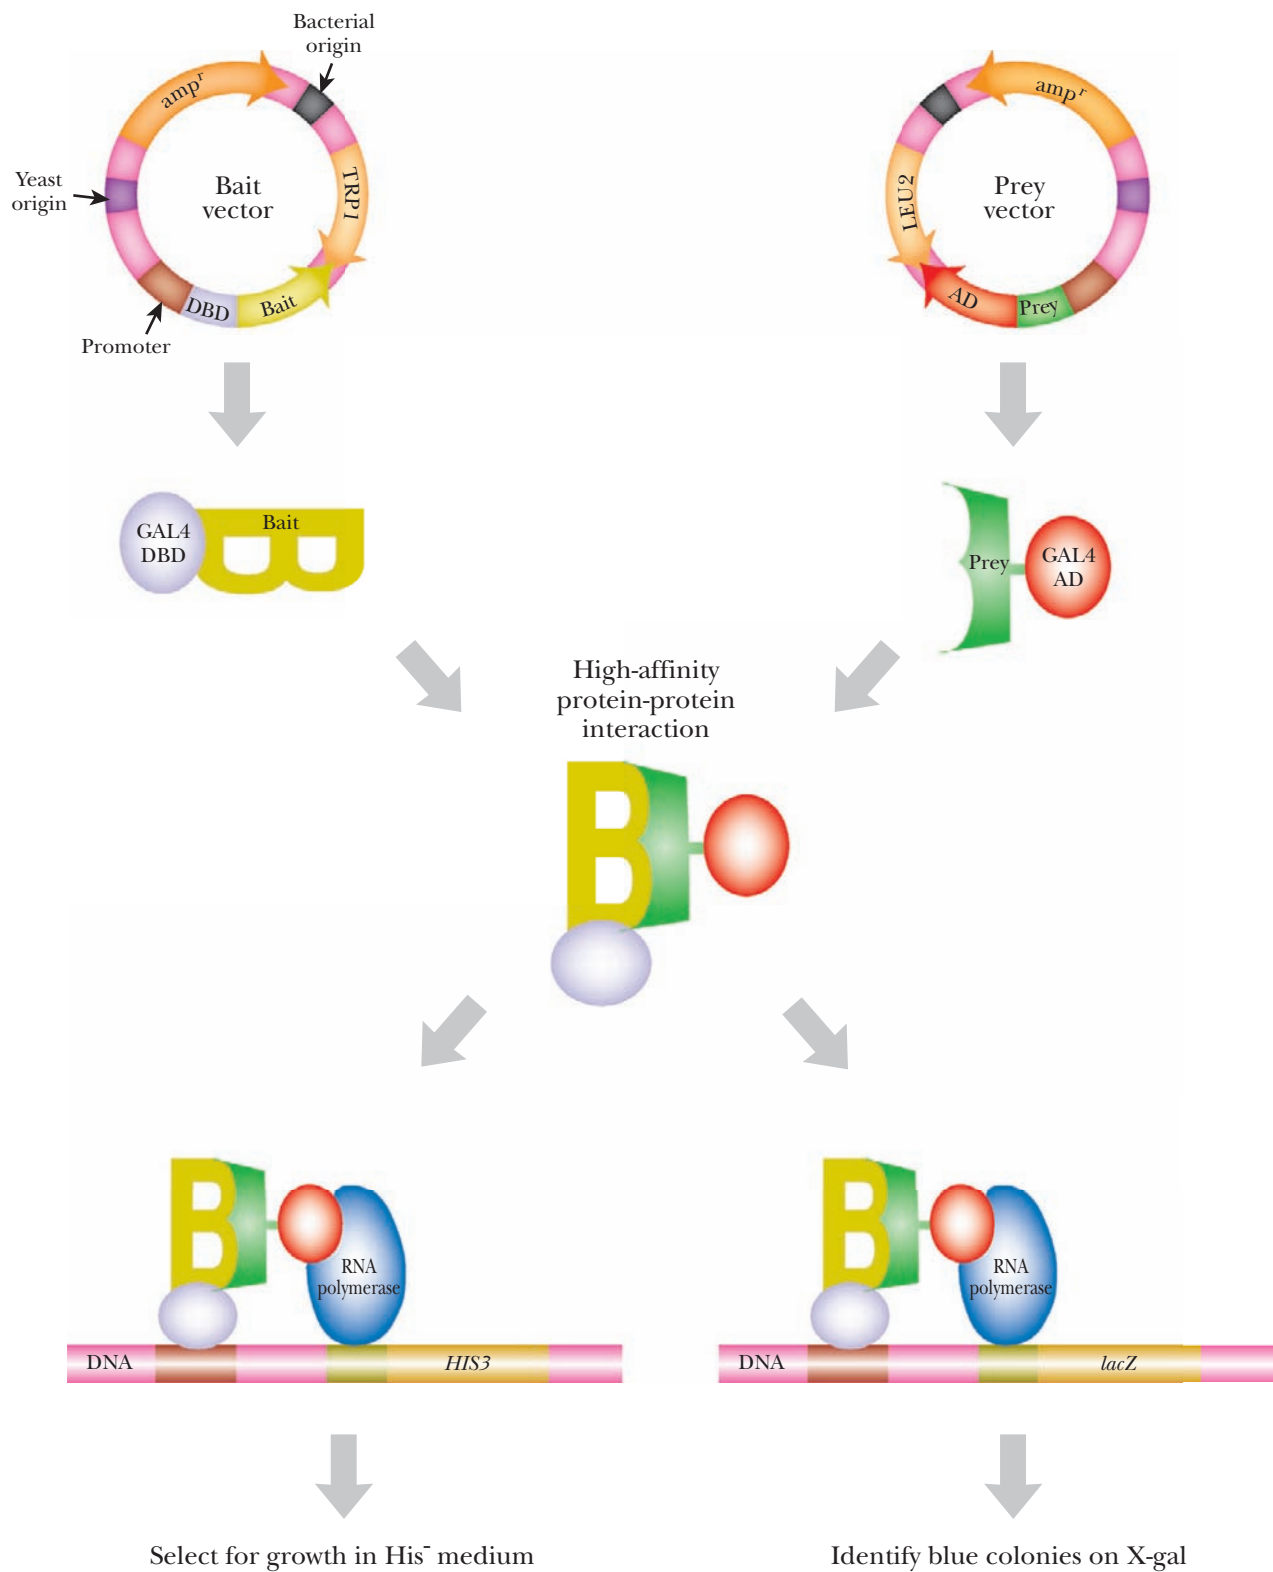 Bacterial
origin
amp^r
TRP1
Yeast
origin
Bait
vector
DBD
Bait
Promoter
amp^r
LEU2
Prey
vector
AD
Prey
GAL4
DBD
Bait
Prey
GAL4
AD
High-affinity
protein-protein
interaction
RNA
polymerase
DNA
HIS3
RNA
polymerase
DNA
lacZ
Select for growth in His⁻ medium
Identify blue colonies on X-gal